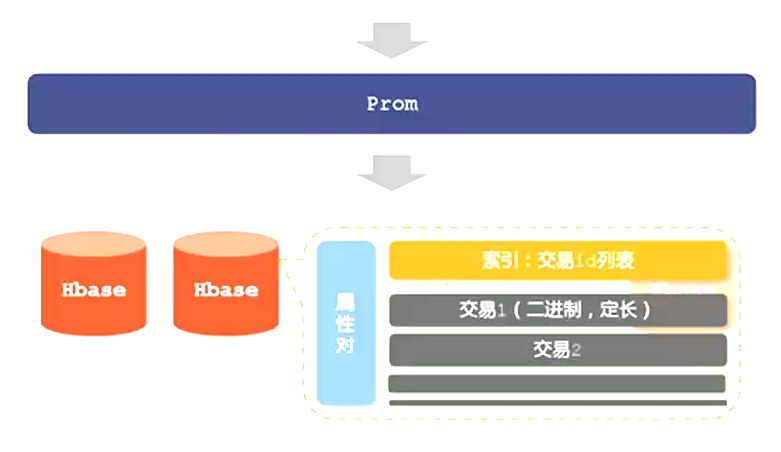 Prom
Hbase
Hbase
属性对
索引：交易id列表
交易1（二进制，定长）
交易2